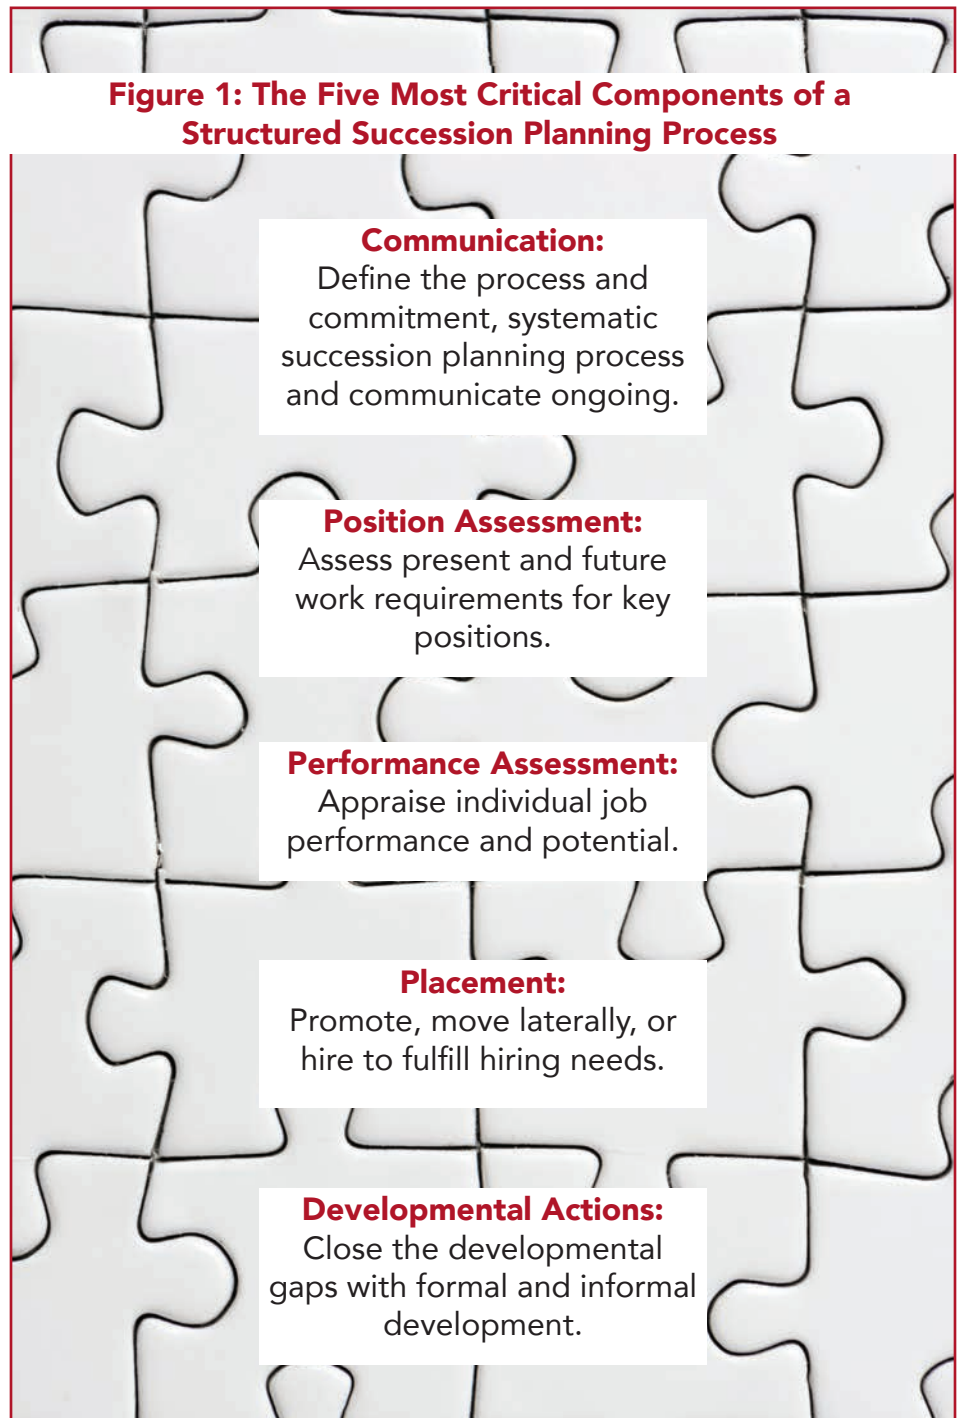 Figure 1: The Five Most Critical Components of a
Structured Succession Planning Process
Communication:
Define the process and
commitment, systematic
succession planning process
and communicate ongoing.
Position Assessment:
Assess present and future
work requirements for key
positions.
Performance Assessment:
Appraise individual job
performance and potential.
Placement:
Promote, move laterally, or
hire to fulfill hiring needs.
Developmental Actions:
Close the developmental
gaps with formal and informal
development.